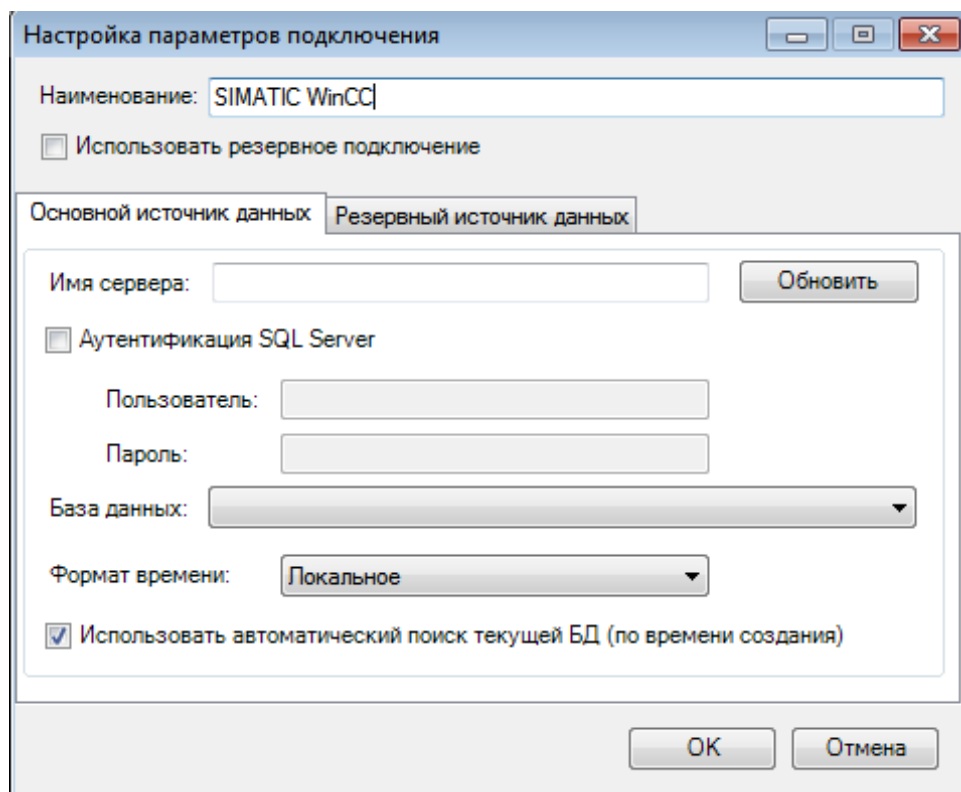 Настройка параметров подключения
Наименование: SIMATIC WinCC
Использовать резервное подключение
Основной источник данных Резервный источник данных
Имя сервера: Обновить
Аутентификация SQL Server
Пользователь:
Пароль:
База данных:
Формат времени: Локальное
Использовать автоматический поиск текущей БД (по времени создания)
OK Отмена